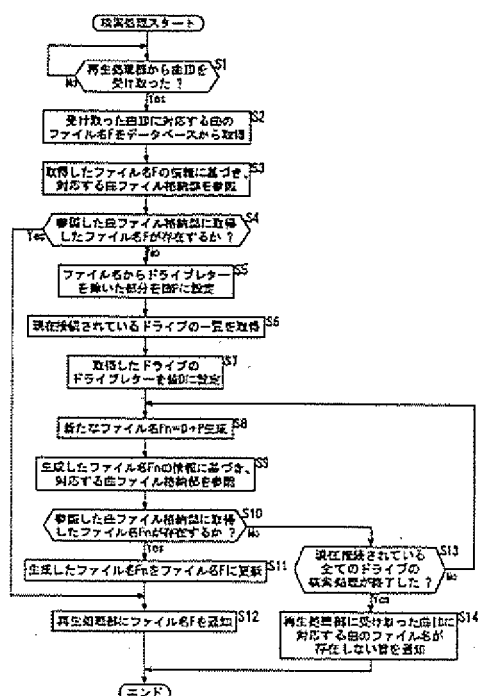 検索処理スタート
S1
再生処理部から曲IDを
受け取った？
No
Yes
S2
受け取った曲IDに対応する曲の
ファイル名Fをデータベースから取得
S3
取得したファイル名Fの情報に基づき、
対応する曲ファイル格納部を参照
S4
参照した曲ファイル格納部に取得
したファイル名Fが存在するか？
Yes
No
S5
ファイル名からドライブレター
を除いた部分を値Pに設定
S6
現在接続されているドライブの一覧を取得
S7
取得したドライブの
ドライブレターを値Dに設定
S8
新たなファイル名Fn=D+P生成
S9
生成したファイル名Fnの情報に基づき、
対応する曲ファイル格納部を参照
S10
参照した曲ファイル格納部に取得
したファイル名Fnが存在するか？
No
Yes
S13
現在接続されている
全てのドライブの
検索処理が終了した？
No
Yes
S11
生成したファイル名Fnをファイル名Fに更新
S12
再生処理部にファイル名Fを通知
S14
再生処理部に受け取った曲IDに
対応する曲のファイル名が
存在しない旨を通知
エンド